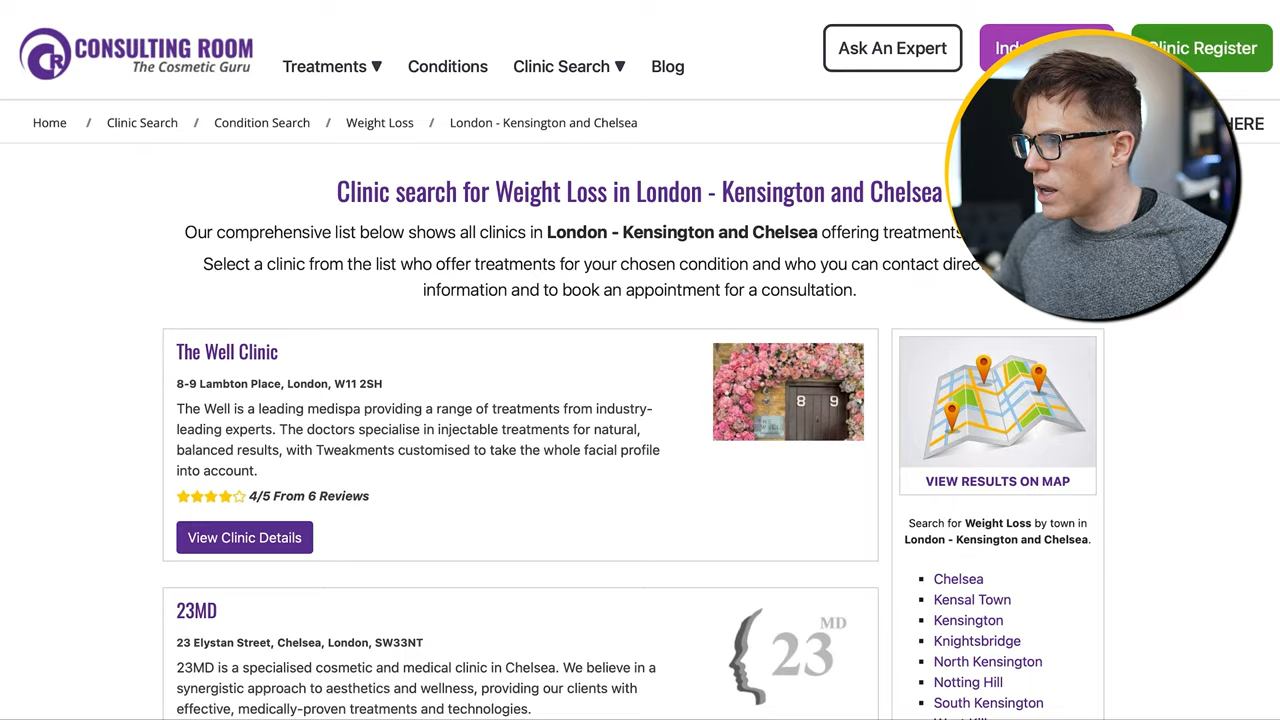 CONSULTING ROOM
CR
The Cosmetic Guru
Treatments ▼
Conditions
Clinic Search ▼
Blog
Ask An Expert
Clinic Register
Home / Clinic Search / Condition Search / Weight Loss / London - Kensington and Chelsea
HERE
Clinic search for Weight Loss in London - Kensington and Chelsea
Our comprehensive list below shows all clinics in London - Kensington and Chelsea offering treatments
Select a clinic from the list who offer treatments for your chosen condition and who you can contact
information and to book an appointment for a consultation.
The Well Clinic
8-9 Lambton Place, London, W11 2SH
The Well is a leading medispa providing a range of treatments from industry-
leading experts. The doctors specialise in injectable treatments for natural,
balanced results, with Tweakments customised to take the whole facial profile
into account.
4/5 From 6 Reviews
View Clinic Details
8 9
23MD
23 Elystan Street, Chelsea, London, SW33NT
23MD is a specialised cosmetic and medical clinic in Chelsea. We believe in a
synergistic approach to aesthetics and wellness, providing our clients with
effective, medically-proven treatments and technologies.
23 MD
VIEW RESULTS ON MAP
Search for Weight Loss by town in
London - Kensington and Chelsea.
Chelsea
Kensal Town
Kensington
Knightsbridge
North Kensington
Notting Hill
South Kensington